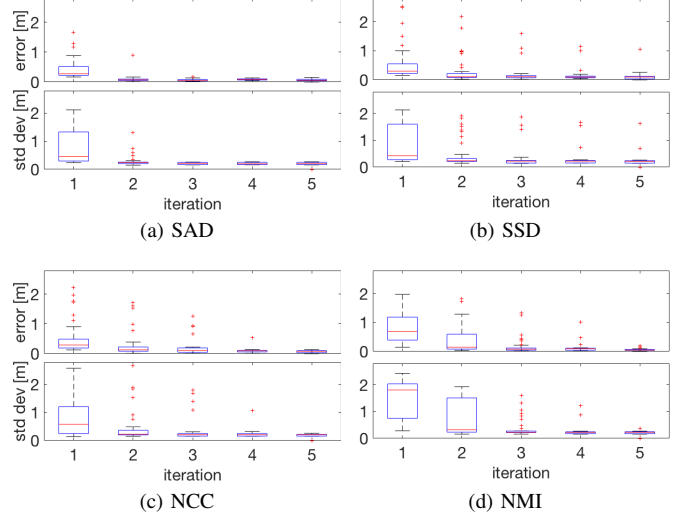 error [m]
2
1
0
std dev [m]
2
1
0
1 2 3 4 5
iteration
(a) SAD
2
1
0
2
1
0
1 2 3 4 5
iteration
(b) SSD
error [m]
2
1
0
std dev [m]
2
1
0
1 2 3 4 5
iteration
(c) NCC
2
1
0
2
1
0
1 2 3 4 5
iteration
(d) NMI